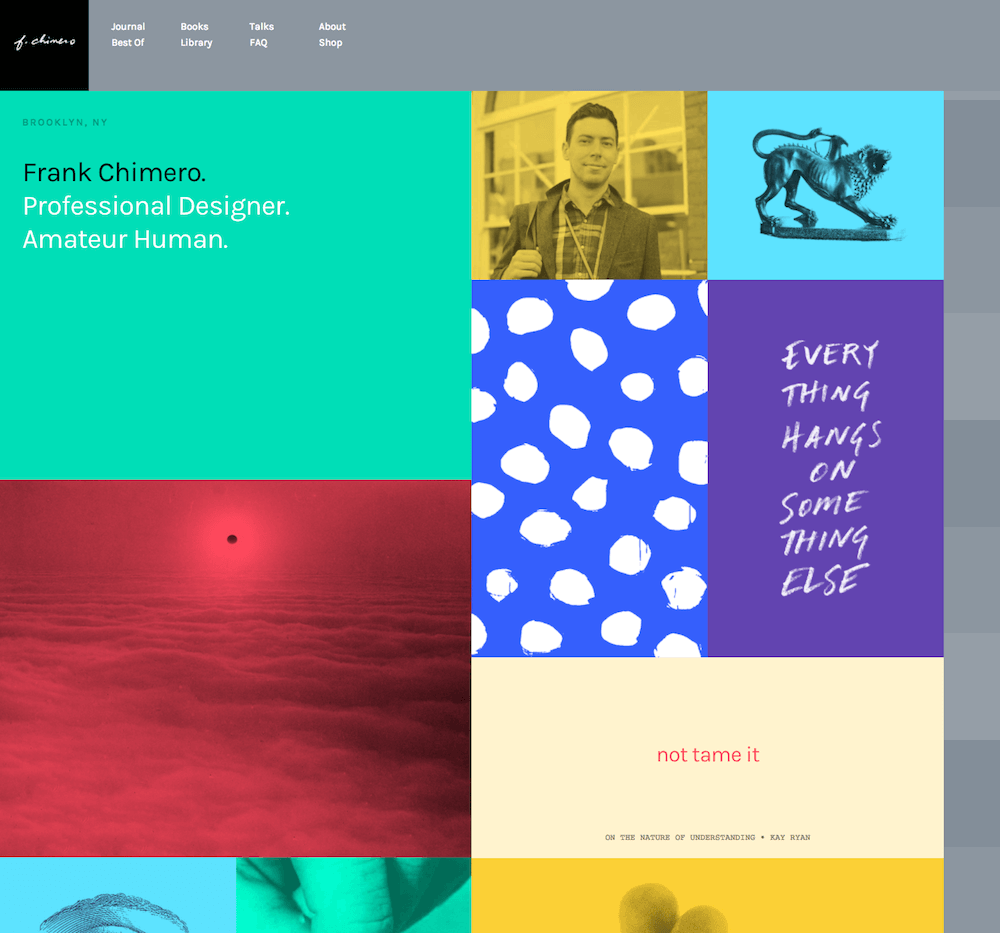 f. chimero
Journal
Best Of
Books
Library
Talks
FAQ
About
Shop
BROOKLYN, NY
Frank Chimero.
Professional Designer.
Amateur Human.
EVERY
THING
HANGS
ON
SOME
THING
ELSE
not tame it
ON THE NATURE OF UNDERSTANDING • KAY RYAN